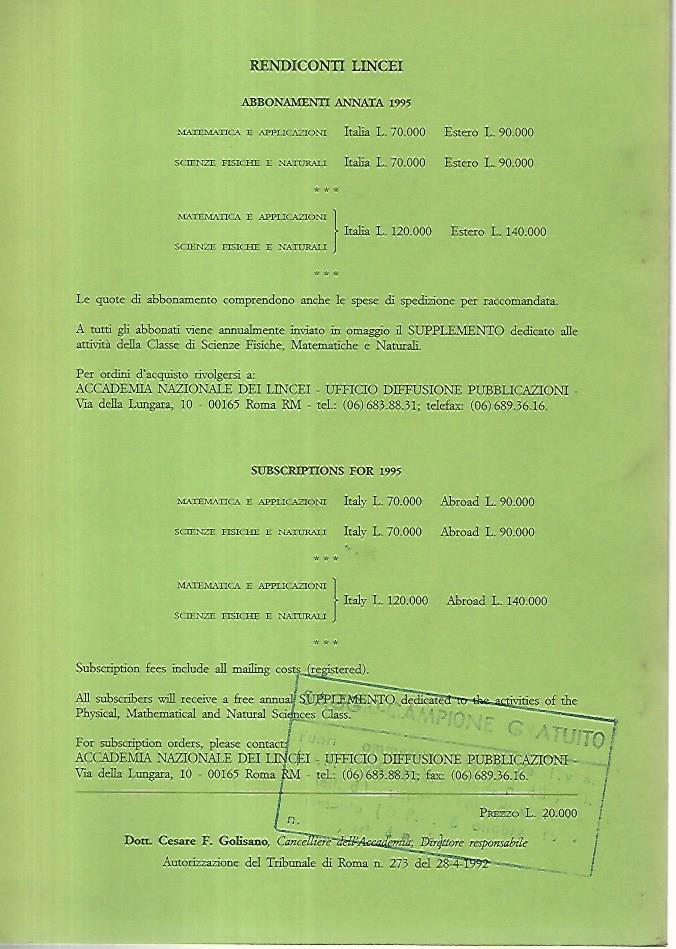 RENDICONTI LINCEI
ABBONAMENTI ANNATA 1995
MATEMATICA E APPLICAZIONI Italia L. 70.000 Estero L. 90.000
SCIENZE FISICHE E NATURALI Italia L. 70.000 Estero L. 90.000
* * *
MATEMATICA E APPLICAZIONI
Italia L. 120.000 Estero L. 140.000
SCIENZE FISICHE E NATURALI
* * *
Le quote di abbonamento comprendono anche le spese di spedizione per raccomandata.
A tutti gli abbonati viene annualmente inviato in omaggio il SUPPLEMENTO dedicato alle
attività della Classe di Scienze Fisiche, Matematiche e Naturali.
Per ordini d'acquisto rivolgersi a:
ACCADEMIA NAZIONALE DEI LINCEI - UFFICIO DIFFUSIONE PUBBLICAZIONI -
Via della Lungara, 10 - 00165 Roma RM - tel.: (06) 683.88.31; telefax: (06) 689.36.16.
SUBSCRIPTIONS FOR 1995
MATEMATICA E APPLICAZIONI Italy L. 70.000 Abroad L. 90.000
SCIENZE FISICHE E NATURALI Italy L. 70.000 Abroad L. 90.000
* * *
MATEMATICA E APPLICAZIONI
Italy L. 120.000 Abroad L. 140.000
SCIENZE FISICHE E NATURALI
* * *
Subscription fees include all mailing costs (registered).
All subscribers will receive a free annual SUPPLEMENTO dedicated to the activities of the
Physical, Mathematical and Natural Sciences Class.
CAMPIONE GRATUITO
For subscription orders, please contact:
ACCADEMIA NAZIONALE DEI LINCEI - UFFICIO DIFFUSIONE PUBBLICAZIONI -
Via della Lungara, 10 - 00165 Roma RM - tel.: (06) 683.88.31; fax: (06) 689.36.16.
PREZZO L. 20.000
n.
Dott. Cesare F. Golisano, Cancelliere dell'Accademia, Direttore responsabile
Autorizzazione del Tribunale di Roma n. 273 del 28-4-1992